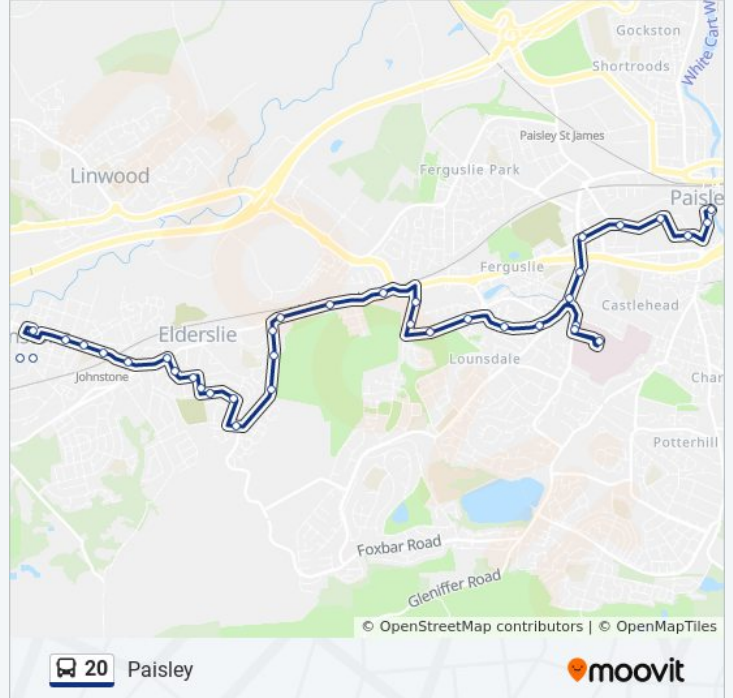 Gockston
Shortroods
White Cart W
Paisley St James
Linwood
Ferguslie Park
Paisle
Ferguslie
Castlehead
ns
Elderslie
Lounsdale
Johnstone
Char
Potterhill
Foxbar Road
Gleniffer Road
© OpenStreetMap contributors | © OpenMapTiles
20 Paisley
moovit